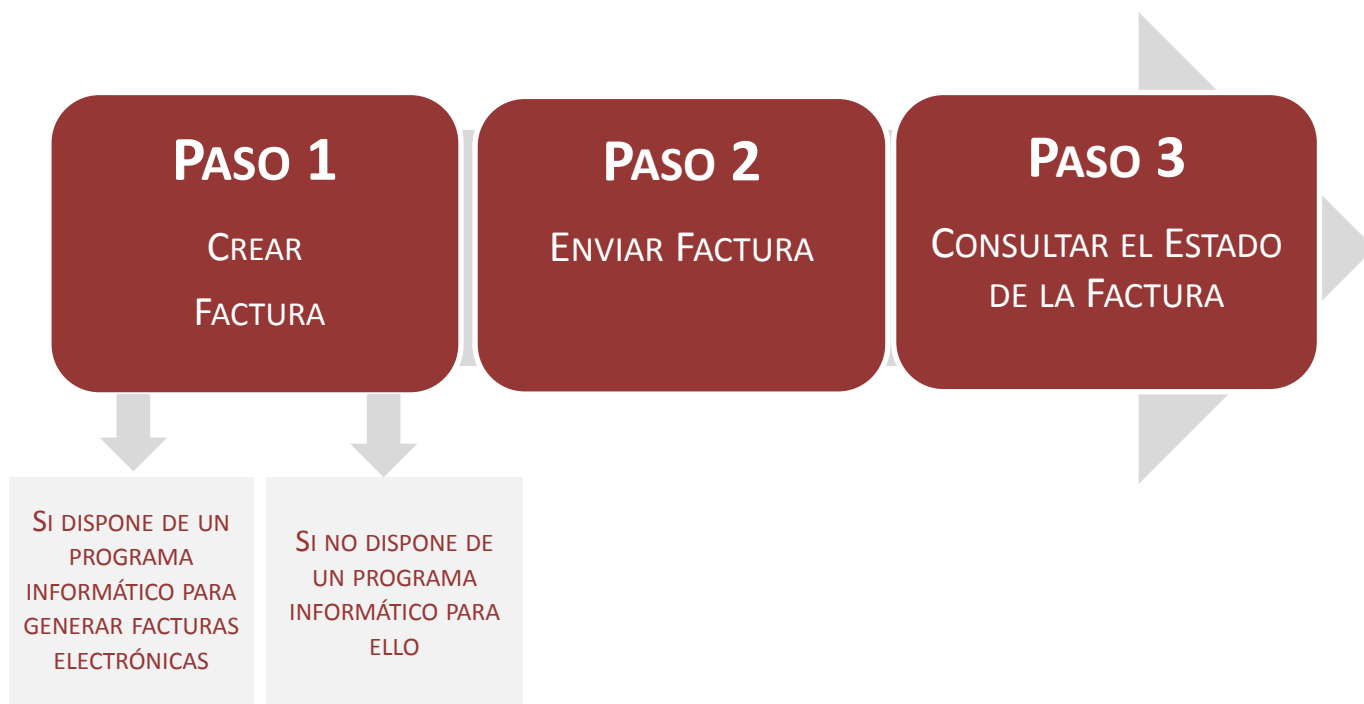 PASO 1
CREAR
FACTURA
PASO 2
ENVIAR FACTURA
PASO 3
CONSULTAR EL ESTADO
DE LA FACTURA
SI DISPONE DE UN
PROGRAMA
INFORMÁTICO PARA
GENERAR FACTURAS
ELECTRÓNICAS
SI NO DISPONE DE
UN PROGRAMA
INFORMÁTICO PARA
ELLO